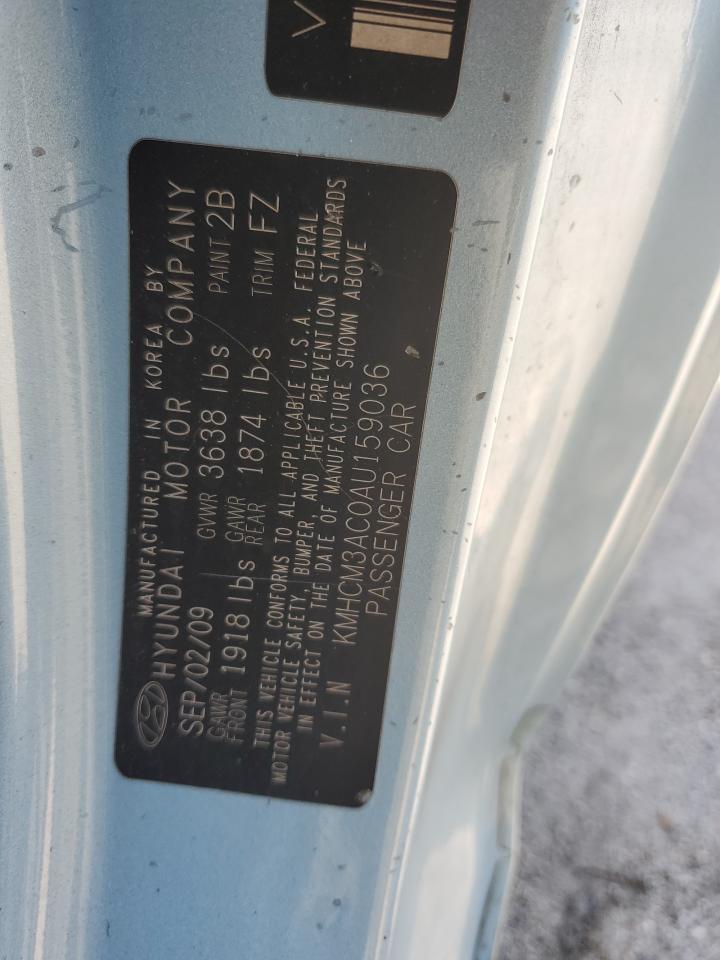 V
MANUFACTURED IN KOREA BY
HYUNDAI MOTOR COMPANY
SEP/02/09 GVWR 3638 lbs PAINT 2B
GAWR FRONT 1918 lbs GAWR REAR 1874 lbs TRIM FZ
THIS VEHICLE CONFORMS TO ALL APPLICABLE U.S.A. FEDERAL
MOTOR VEHICLE SAFETY, BUMPER, AND THEFT PREVENTION STANDARDS
IN EFFECT ON THE DATE OF MANUFACTURE SHOWN ABOVE
V.I.N KMHCM3AC0AU159036
PASSENGER CAR